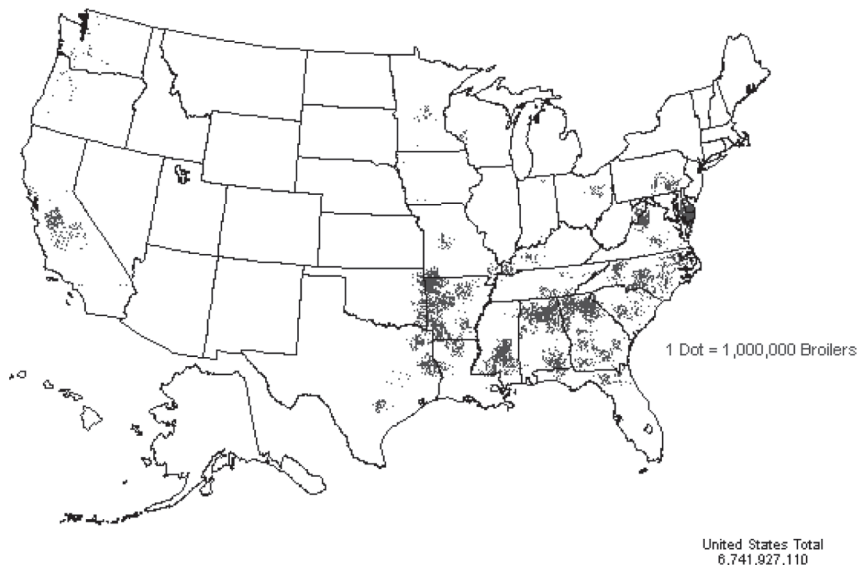 1 Dot = 1,000,000 Broilers
United States Total
6,741,927,110